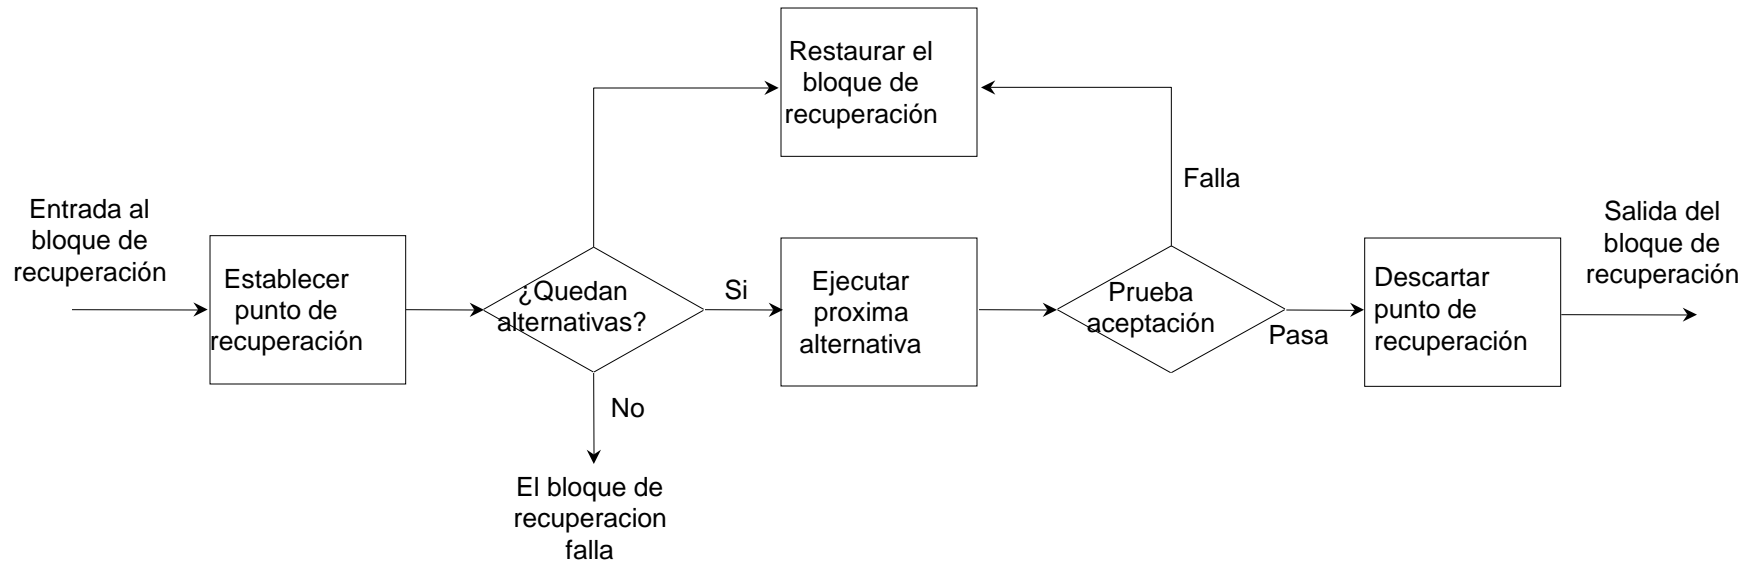 Restaurar el
bloque de
recuperación
Falla
Entrada al
bloque de
recuperación
Establecer
punto de
recuperación
¿Quedan
alternativas?
Si
Ejecutar
proxima
alternativa
Prueba
aceptación
Pasa
Descartar
punto de
recuperación
Salida del
bloque de
recuperación
No
El bloque de
recuperacion
falla